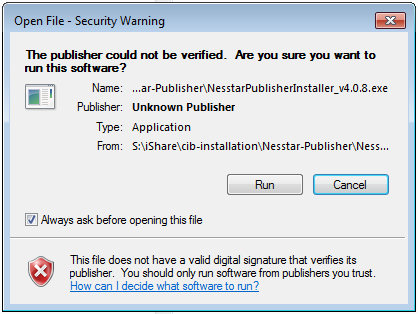 Open File - Security Warning
The publisher could not be verified. Are you sure you want to
run this software?
Name: ...ar-Publisher\NesstarPublisherInstaller_v4.0.8.exe
Publisher: Unknown Publisher
Type: Application
From: S:\iShare\cib-installation\Nesstar-Publisher\Ness...
Run Cancel
Always ask before opening this file
This file does not have a valid digital signature that verifies its
publisher. You should only run software from publishers you trust.
How can I decide what software to run?